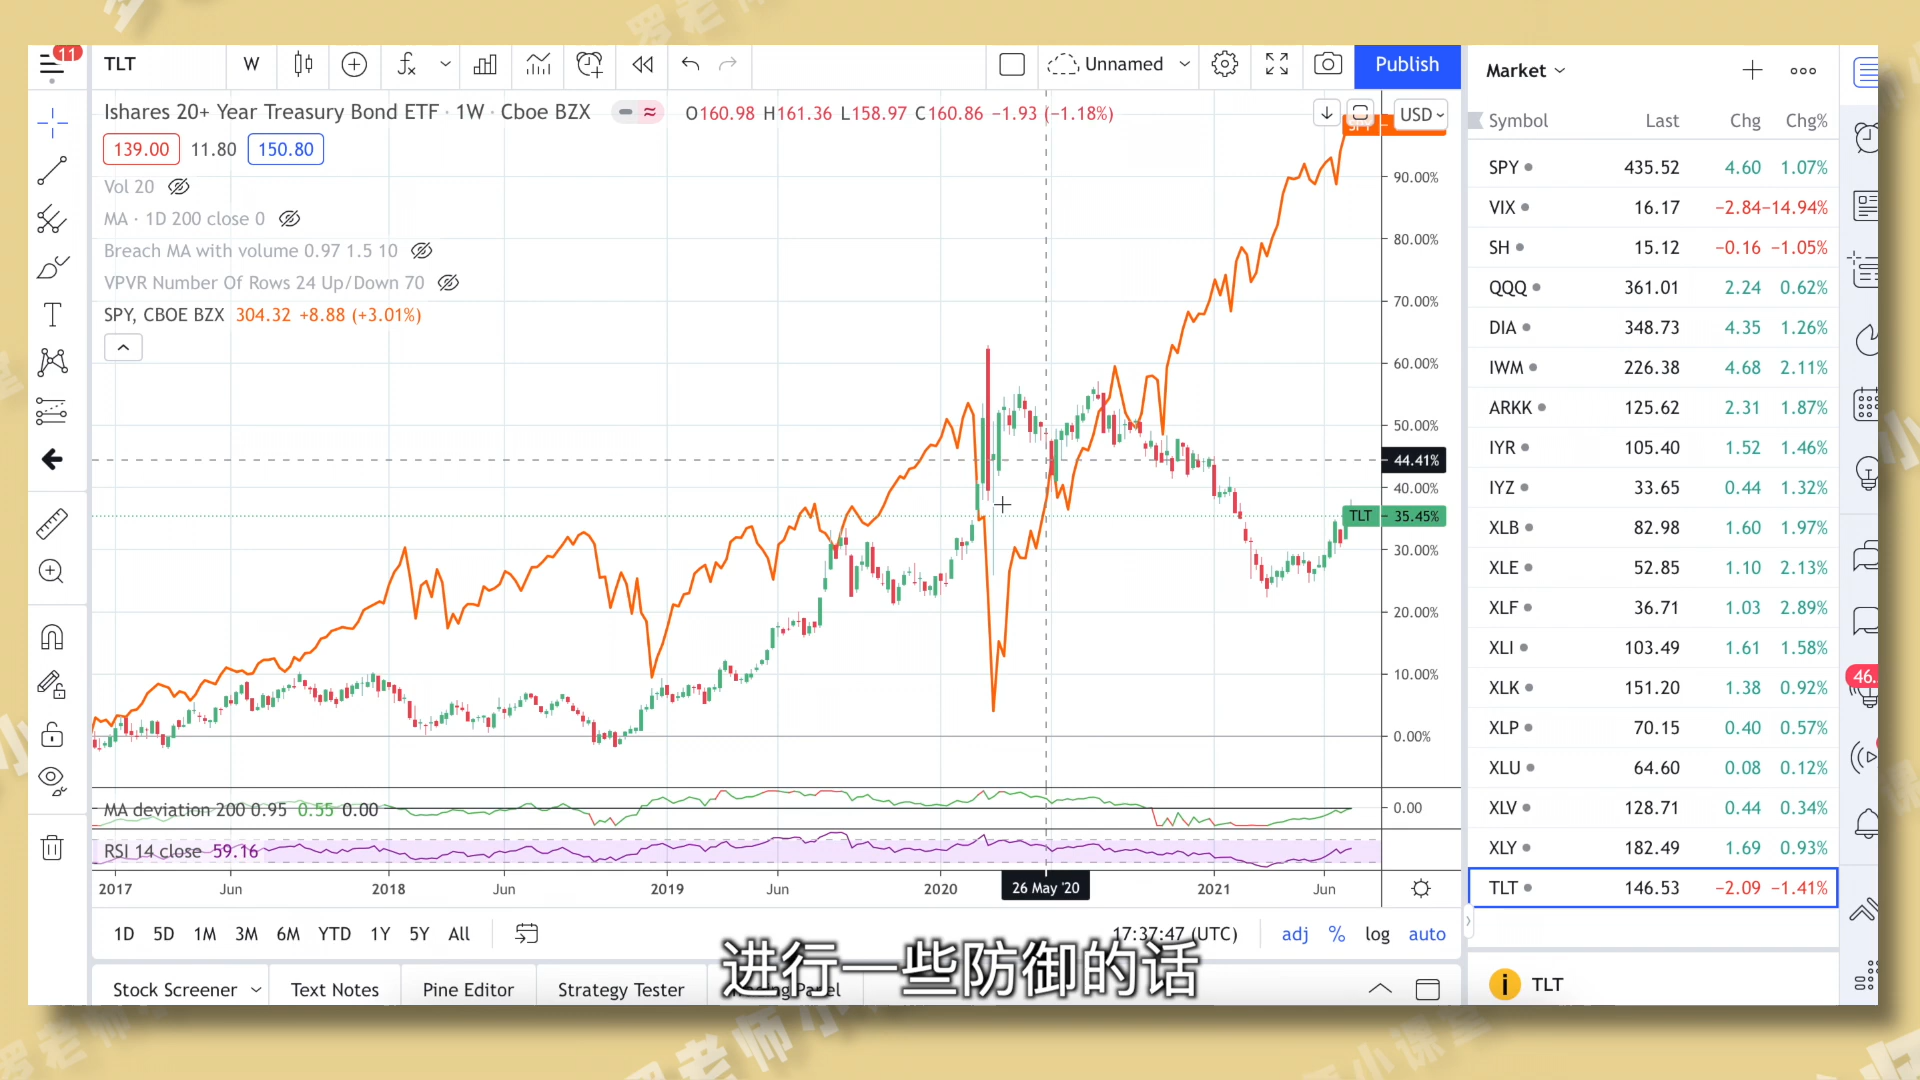 11
TLT
W
Unnamed
Publish
Ishares 20+ Year Treasury Bond ETF · 1W · Cboe BZX
O160.98 H161.36 L158.97 C160.86 −1.93 (−1.18%)
USD
139.00 11.80 150.80
Vol 20
MA · 1D 200 close 0
Breach MA with volume 0.97 1.5 10
VPVR Number Of Rows 24 Up/Down 70
SPY, CBOE BZX 304.32 +8.88 (+3.01%)
90.00%
80.00%
70.00%
60.00%
50.00%
44.41%
40.00%
TLT 35.45%
30.00%
20.00%
10.00%
0.00%
MA deviation 200 0.95 0.55 0.00
0.00
RSI 14 close 59.16
2017 Jun 2018 Jun 2019 Jun 2020 26 May '20 2021 Jun
1D 5D 1M 3M 6M YTD 1Y 5Y All
17:37:47 (UTC) adj % log auto
Stock Screener Text Notes Pine Editor Strategy Tester
进行一些防御的话
Market
Symbol Last Chg Chg%
SPY 435.52 4.60 1.07%
VIX 16.17 −2.84 −14.94%
SH 15.12 −0.16 −1.05%
QQQ 361.01 2.24 0.62%
DIA 348.73 4.35 1.26%
IWM 226.38 4.68 2.11%
ARKK 125.62 2.31 1.87%
IYR 105.40 1.52 1.46%
IYZ 33.65 0.44 1.32%
XLB 82.98 1.60 1.97%
XLE 52.85 1.10 2.13%
XLF 36.71 1.03 2.89%
XLI 103.49 1.61 1.58%
XLK 151.20 1.38 0.92%
XLP 70.15 0.40 0.57%
XLU 64.60 0.08 0.12%
XLV 128.71 0.44 0.34%
XLY 182.49 1.69 0.93%
TLT 146.53 −2.09 −1.41%
TLT
46.